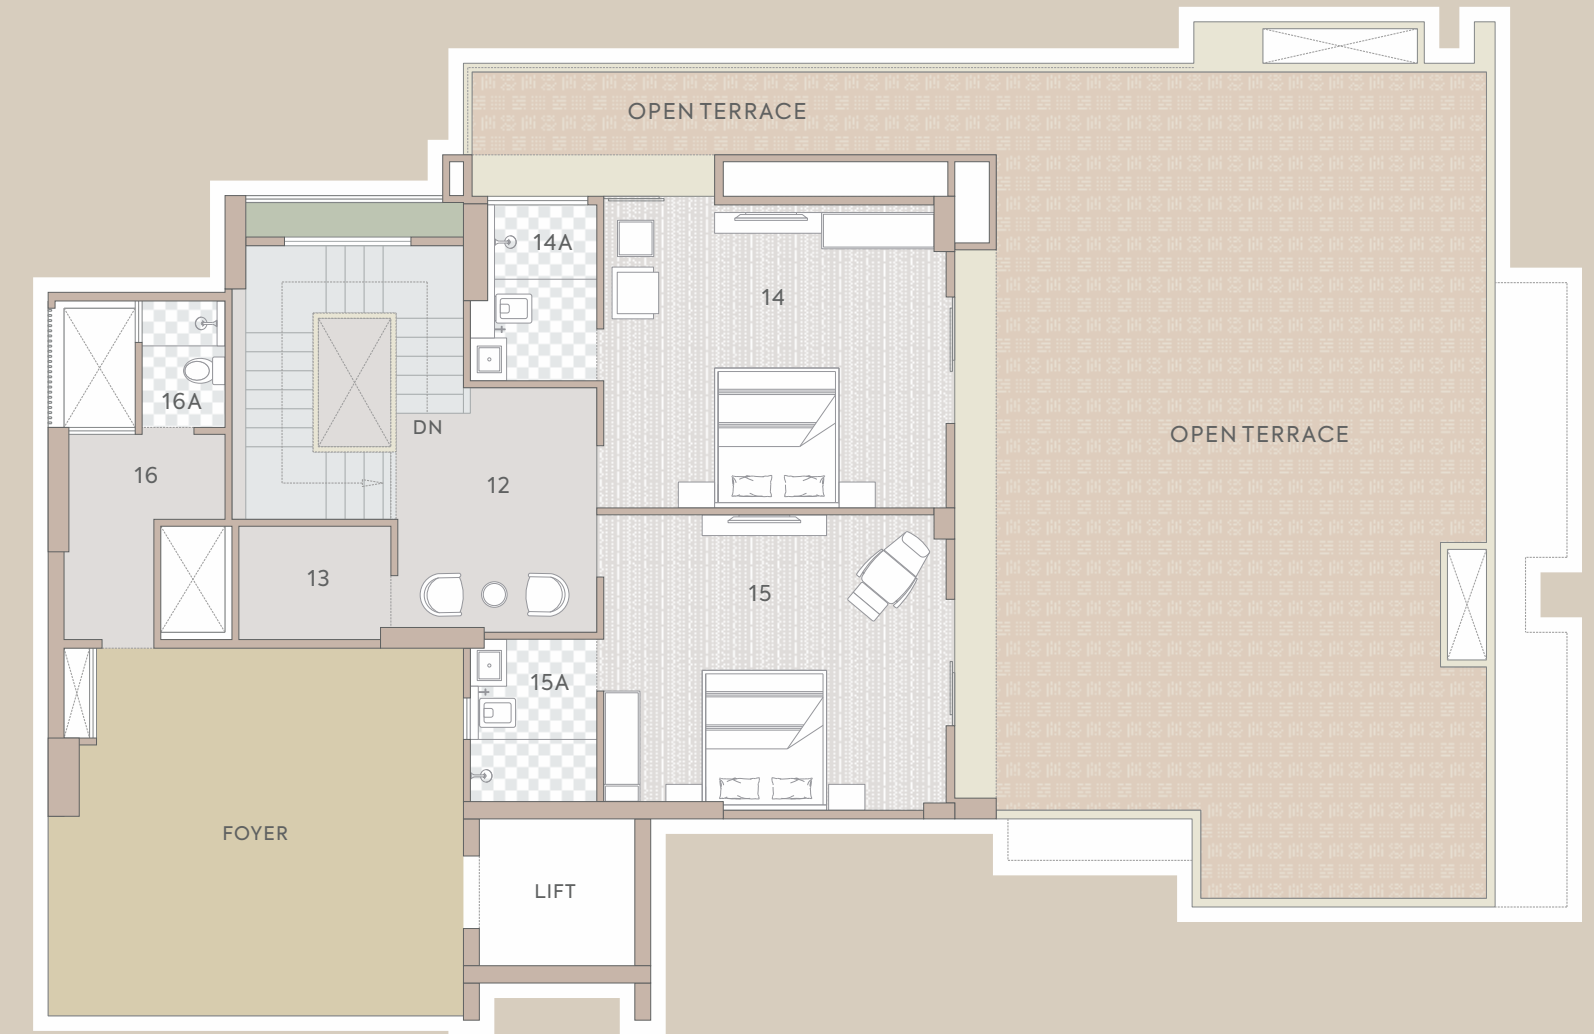 OPEN TERRACE
14A
14
16A
DN
OPEN TERRACE
16
12
13
15
15A
FOYER
LIFT